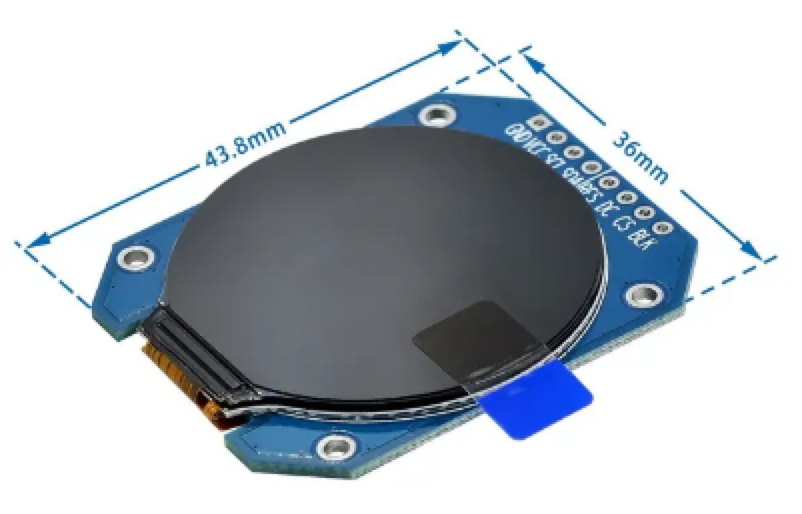 43.8mm
36mm
GND VCC SCL SDA RES DC CS BLK